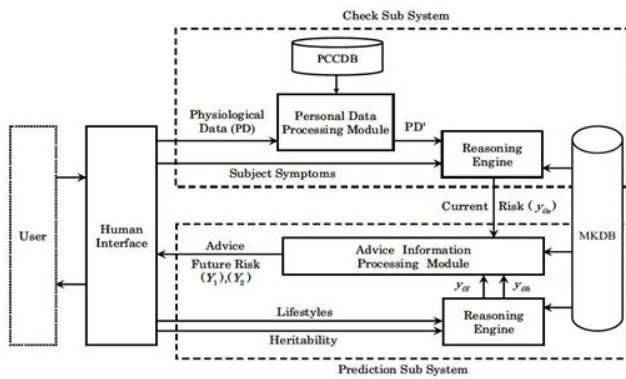 Check Sub System
PCCDB
Physiological
Data (PD)
Personal Data
Processing Module
PD'
Reasoning
Engine
Subject Symptoms
Current Risk (y0s)
User
Human
Interface
MKDB
Advice
Future Risk
(Y1),(Y2)
Advice Information
Processing Module
y0l y0h
Lifestyles
Heritability
Reasoning
Engine
Prediction Sub System